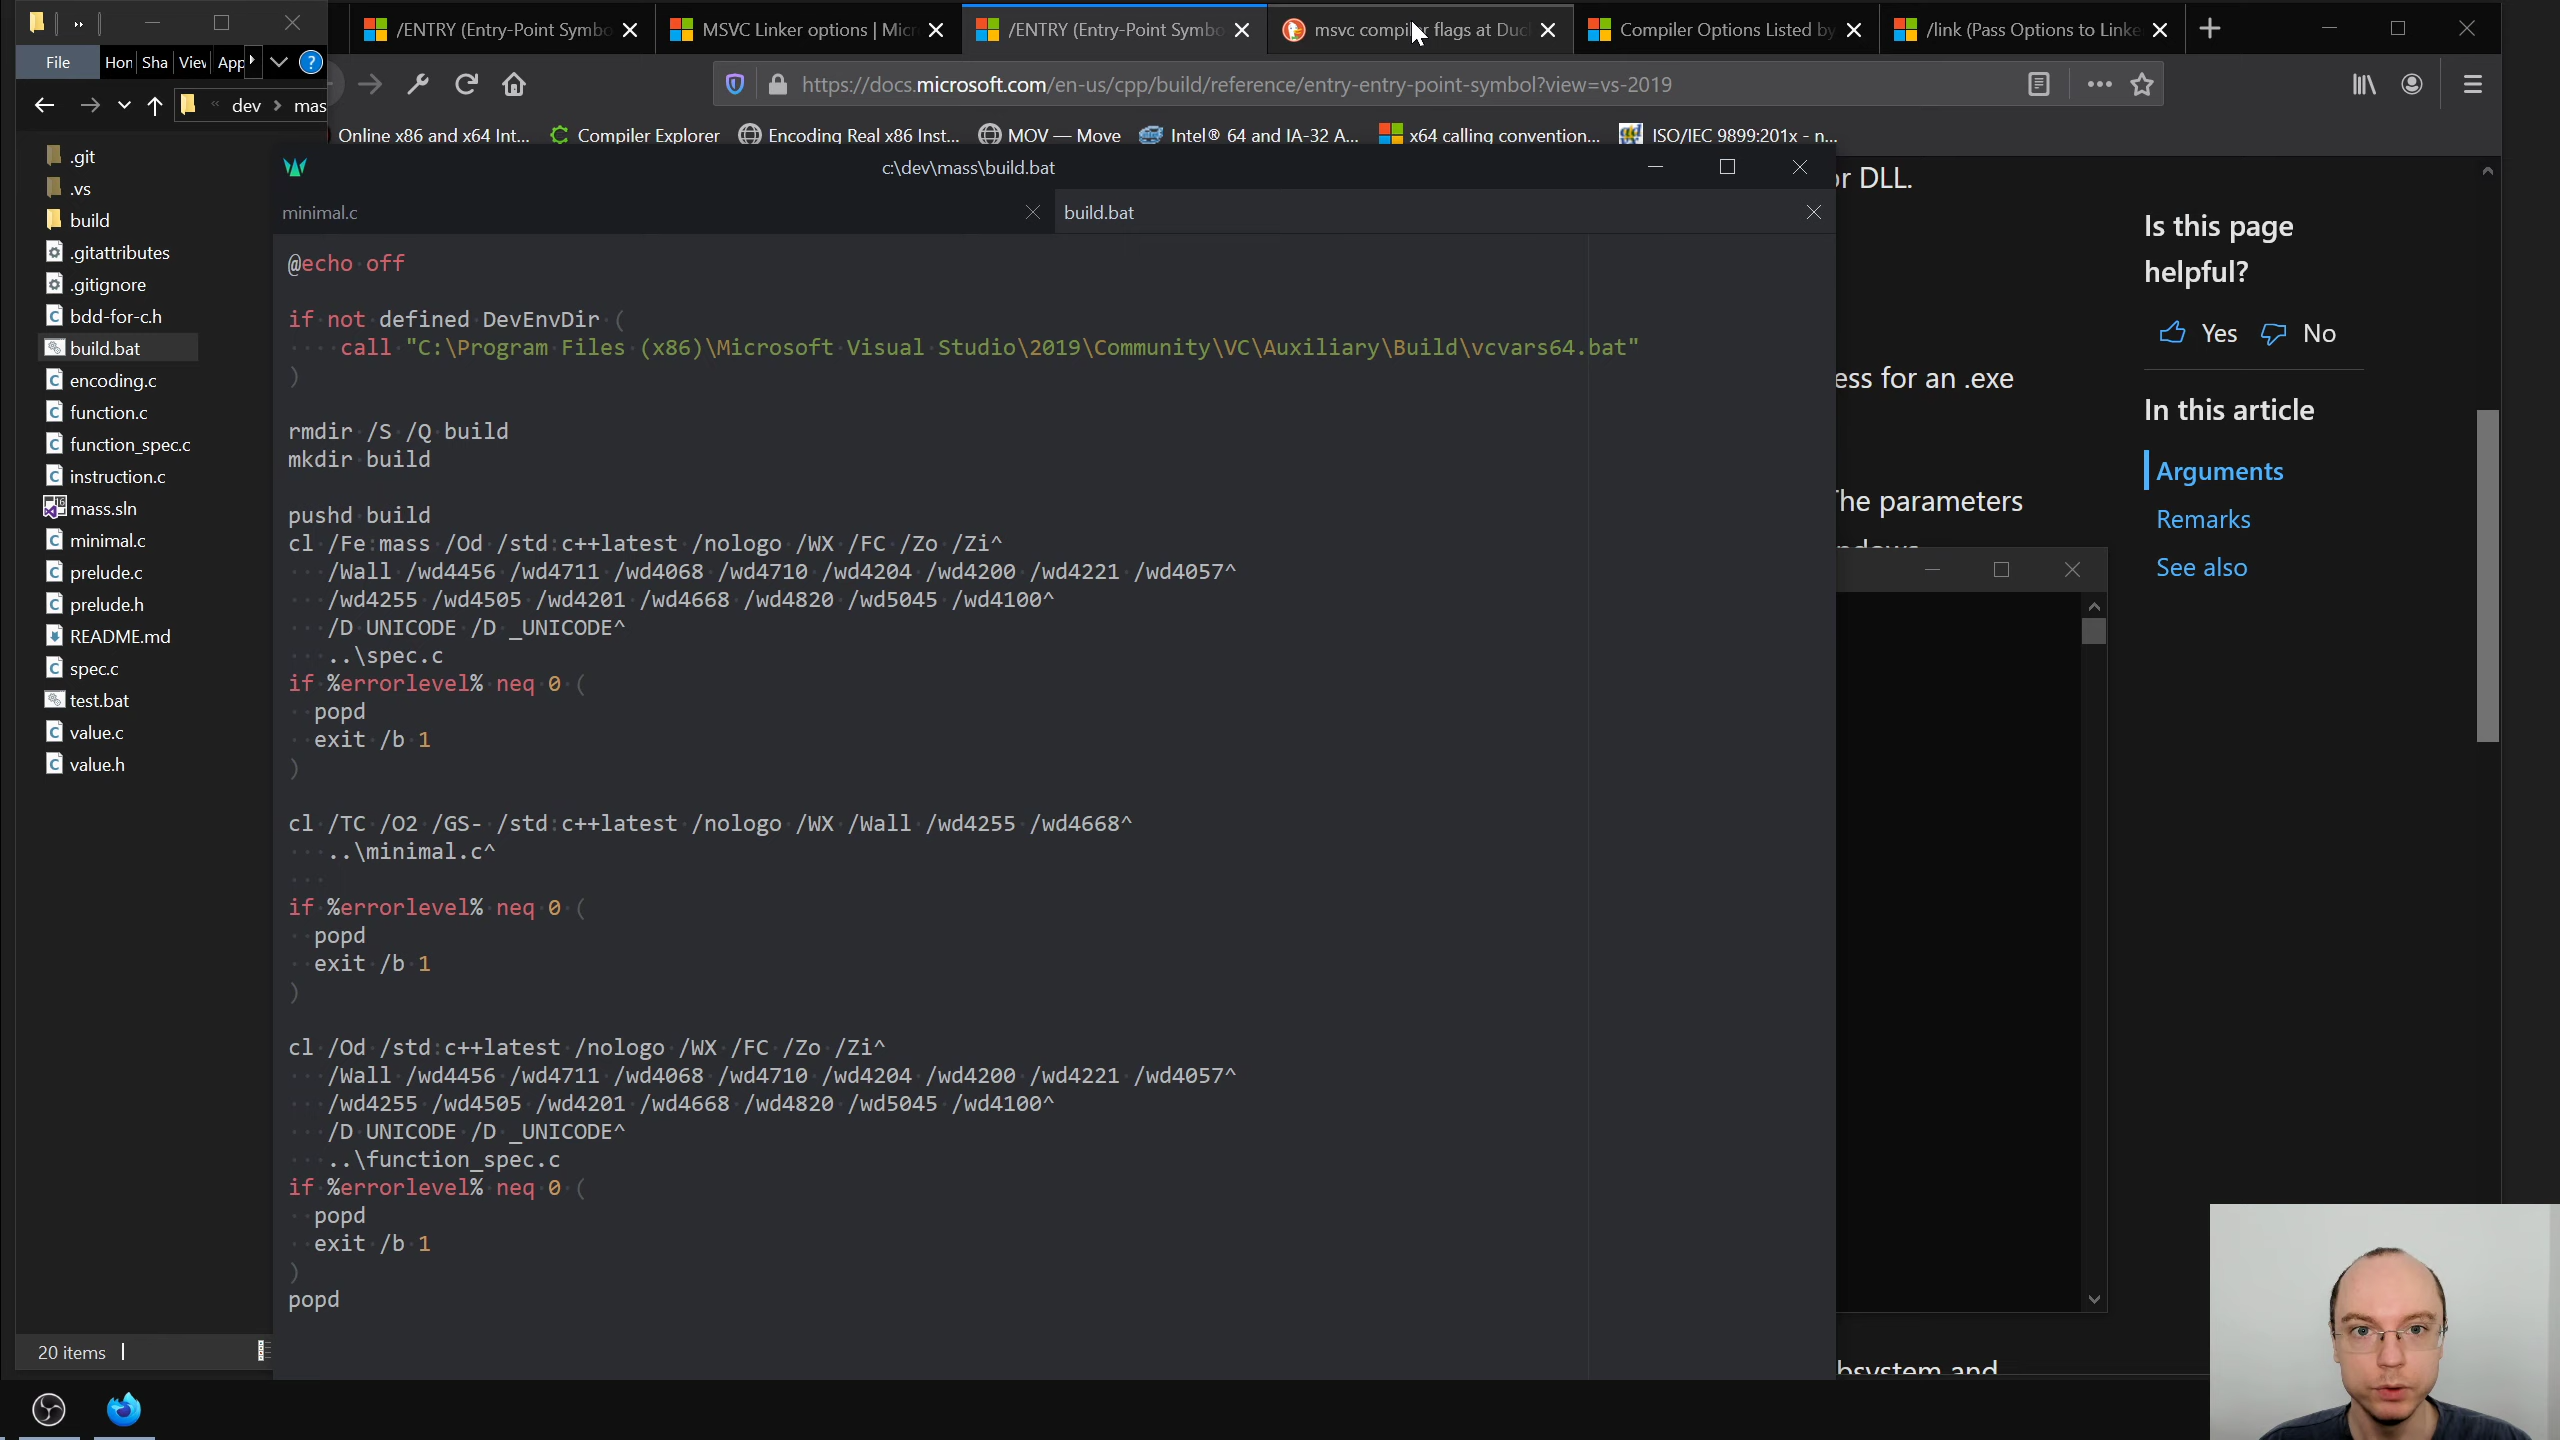 /ENTRY (Entry-Point Symbo
MSVC Linker options | Micr
/ENTRY (Entry-Point Symbo
msvc compiler flags at Duc
Compiler Options Listed by
/link (Pass Options to Linke
File
Hon
Sha
Viev
App
https://docs.microsoft.com/en-us/cpp/build/reference/entry-entry-point-symbol?view=vs-2019
dev
mas
Online x86 and x64 Int...
Compiler Explorer
Encoding Real x86 Inst...
MOV — Move
Intel® 64 and IA-32 A...
x64 calling convention...
ISO/IEC 9899:201x - n...
.git
.vs
build
.gitattributes
.gitignore
bdd-for-c.h
build.bat
encoding.c
function.c
function_spec.c
instruction.c
mass.sln
minimal.c
prelude.c
prelude.h
README.md
spec.c
test.bat
value.c
value.h
20 items
c:\dev\mass\build.bat
minimal.c
build.bat
@echo off
if not defined DevEnvDir (
call "C:\Program Files (x86)\Microsoft Visual Studio\2019\Community\VC\Auxiliary\Build\vcvars64.bat"
)
rmdir /S /Q build
mkdir build
pushd build
cl /Fe:mass /Od /std:c++latest /nologo /WX /FC /Zo /Zi^
/Wall /wd4456 /wd4711 /wd4068 /wd4710 /wd4204 /wd4200 /wd4221 /wd4057^
/wd4255 /wd4505 /wd4201 /wd4668 /wd4820 /wd5045 /wd4100^
/D UNICODE /D _UNICODE^
..\spec.c
if %errorlevel% neq 0 (
popd
exit /b 1
)
cl /TC /O2 /GS- /std:c++latest /nologo /WX /Wall /wd4255 /wd4668^
..\minimal.c^
if %errorlevel% neq 0 (
popd
exit /b 1
)
cl /Od /std:c++latest /nologo /WX /FC /Zo /Zi^
/Wall /wd4456 /wd4711 /wd4068 /wd4710 /wd4204 /wd4200 /wd4221 /wd4057^
/wd4255 /wd4505 /wd4201 /wd4668 /wd4820 /wd5045 /wd4100^
/D UNICODE /D _UNICODE^
..\function_spec.c
if %errorlevel% neq 0 (
popd
exit /b 1
)
popd
or DLL.
ess for an .exe
he parameters
bsystem and
Is this page
helpful?
Yes
No
In this article
Arguments
Remarks
See also